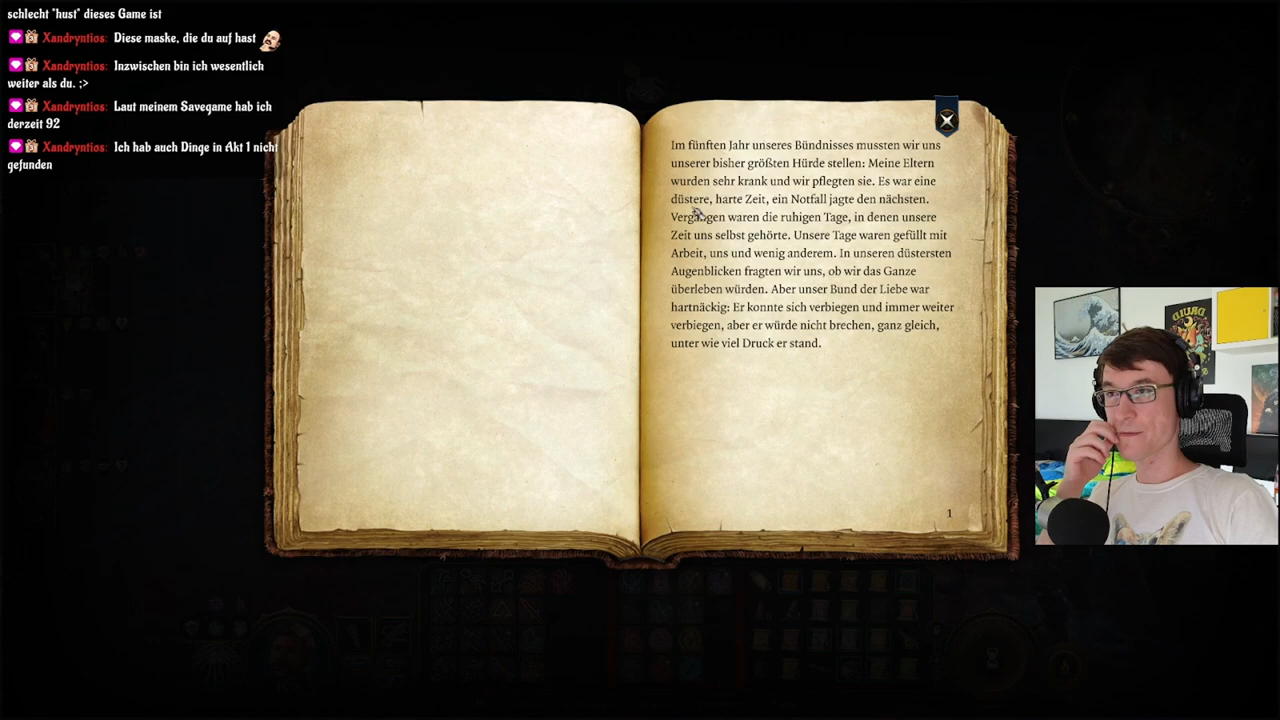 schlecht *hust* dieses Game ist
Xandryntios: Diese maske, die du auf hast
Xandryntios: Inzwischen bin ich wesentlich
weiter als du. ;>
Xandryntios: Laut meinem Savegame hab ich
derzeit 92
Xandryntios: Ich hab auch Dinge in Akt 1 nicht
gefunden
Im fünften Jahr unseres Bündnisses mussten wir uns
unserer bisher größten Hürde stellen: Meine Eltern
wurden sehr krank und wir pflegten sie. Es war eine
düstere, harte Zeit, ein Notfall jagte den nächsten.
Vergangen waren die ruhigen Tage, in denen unsere
Zeit uns selbst gehörte. Unsere Tage waren gefüllt mit
Arbeit, uns und wenig anderem. In unseren düstersten
Augenblicken fragten wir uns, ob wir das Ganze
überleben würden. Aber unser Bund der Liebe war
hartnäckig: Er konnte sich verbiegen und immer weiter
verbiegen, aber er würde nicht brechen, ganz gleich,
unter wie viel Druck er stand.
1
DRUID